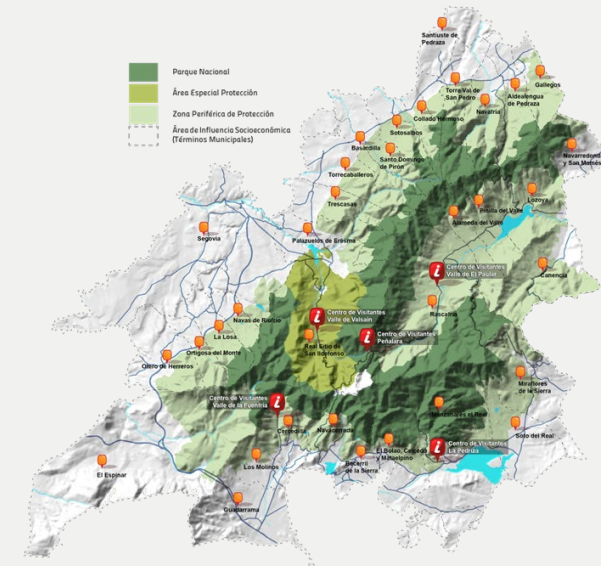 Parque Nacional
Área Especial Protección
Zona Periférica de Protección
Área de Influencia Socioeconómica
(Términos Municipales)
Santiuste de
Pedraza
Gallegos
Torre Val de
San Pedro
Aldealengua
de Pedraza
Navafría
Collado Hermoso
Sotosalbos
Basardilla
Santo Domingo
de Pirón
Navarredonda
y San Mamés
Torrecaballeros
Trescasas
Lozoya
Pinilla del Valle
Alameda del Valle
Segovia
Palazuelos de Eresma
Canencia
Centro de Visitantes
Valle de El Paular
Rascafría
Navas de Riofrío
Centro de Visitantes
Valle de Valsaín
La Losa
Real Sitio de
San Ildefonso
Centro de Visitantes
Peñalara
Ortigosa del Monte
Otero de Herreros
Miraflores
de la Sierra
Centro de Visitantes
Valle de la Fuenfría
Manzanares el Real
Cercedilla
Navacerrada
Soto del Real
El Boalo, Cerceda
y Mataelpino
Centro de Visitantes
La Pedriza
El Espinar
Los Molinos
Becerril
de la Sierra
Guadarrama